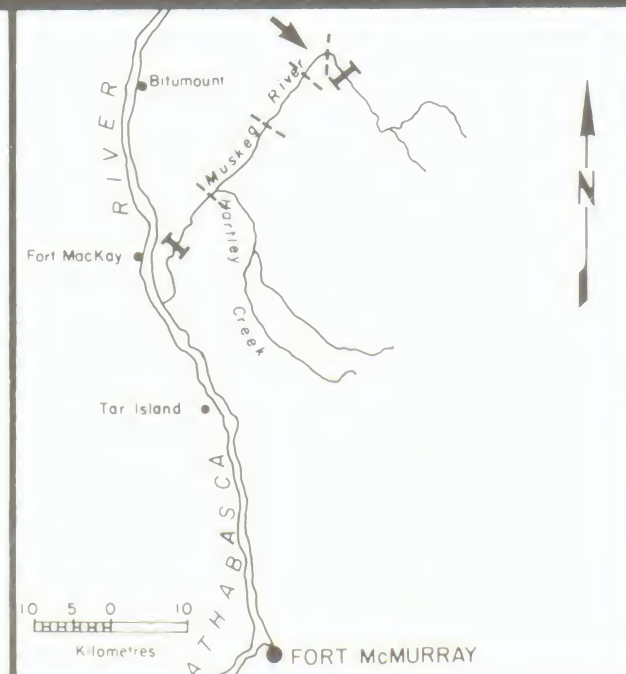 Bitumount
RIVER
Muskeg River
N
Hartley Creek
Fort MacKay
Tar Island
ATHABASCA
10 5 0 10
Kilometres
FORT McMURRAY